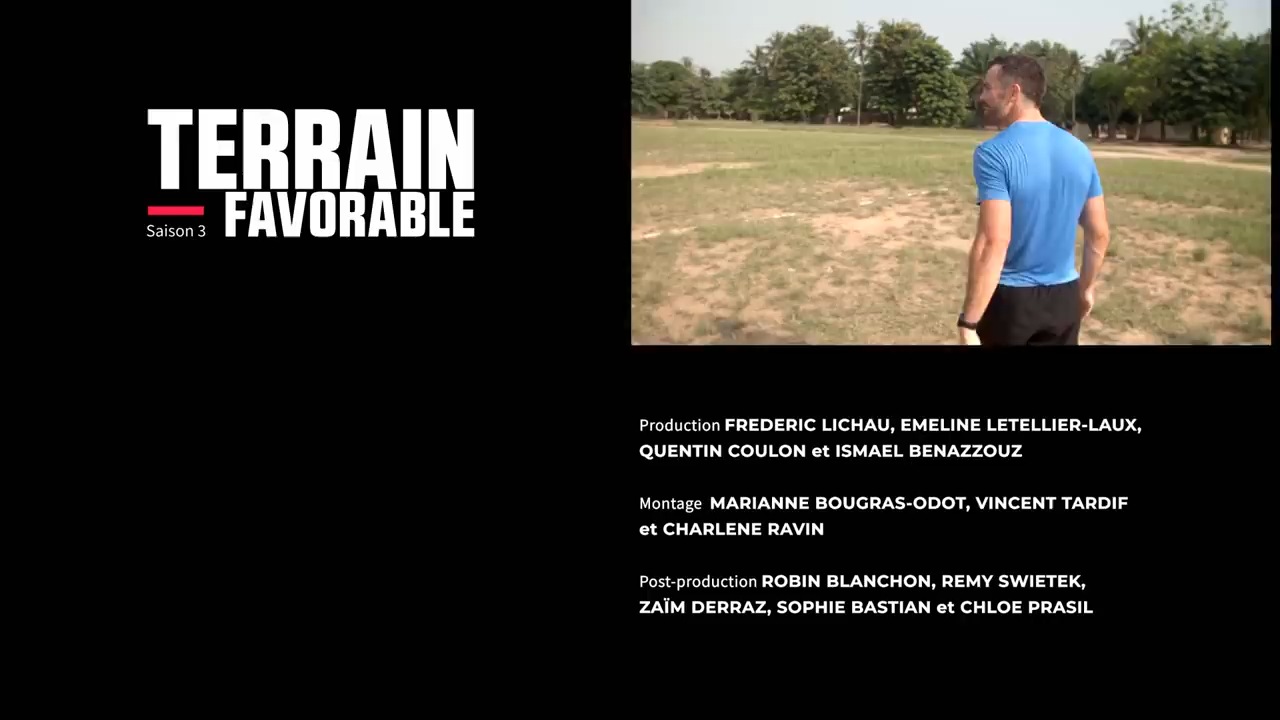 TERRAIN
FAVORABLE
Saison 3
Production FREDERIC LICHAU, EMELINE LETELLIER-LAUX,
QUENTIN COULON et ISMAEL BENAZZOUZ
Montage MARIANNE BOUGRAS-ODOT, VINCENT TARDIF
et CHARLENE RAVIN
Post-production ROBIN BLANCHON, REMY SWIETEK,
ZAÏM DERRAZ, SOPHIE BASTIAN et CHLOE PRASIL